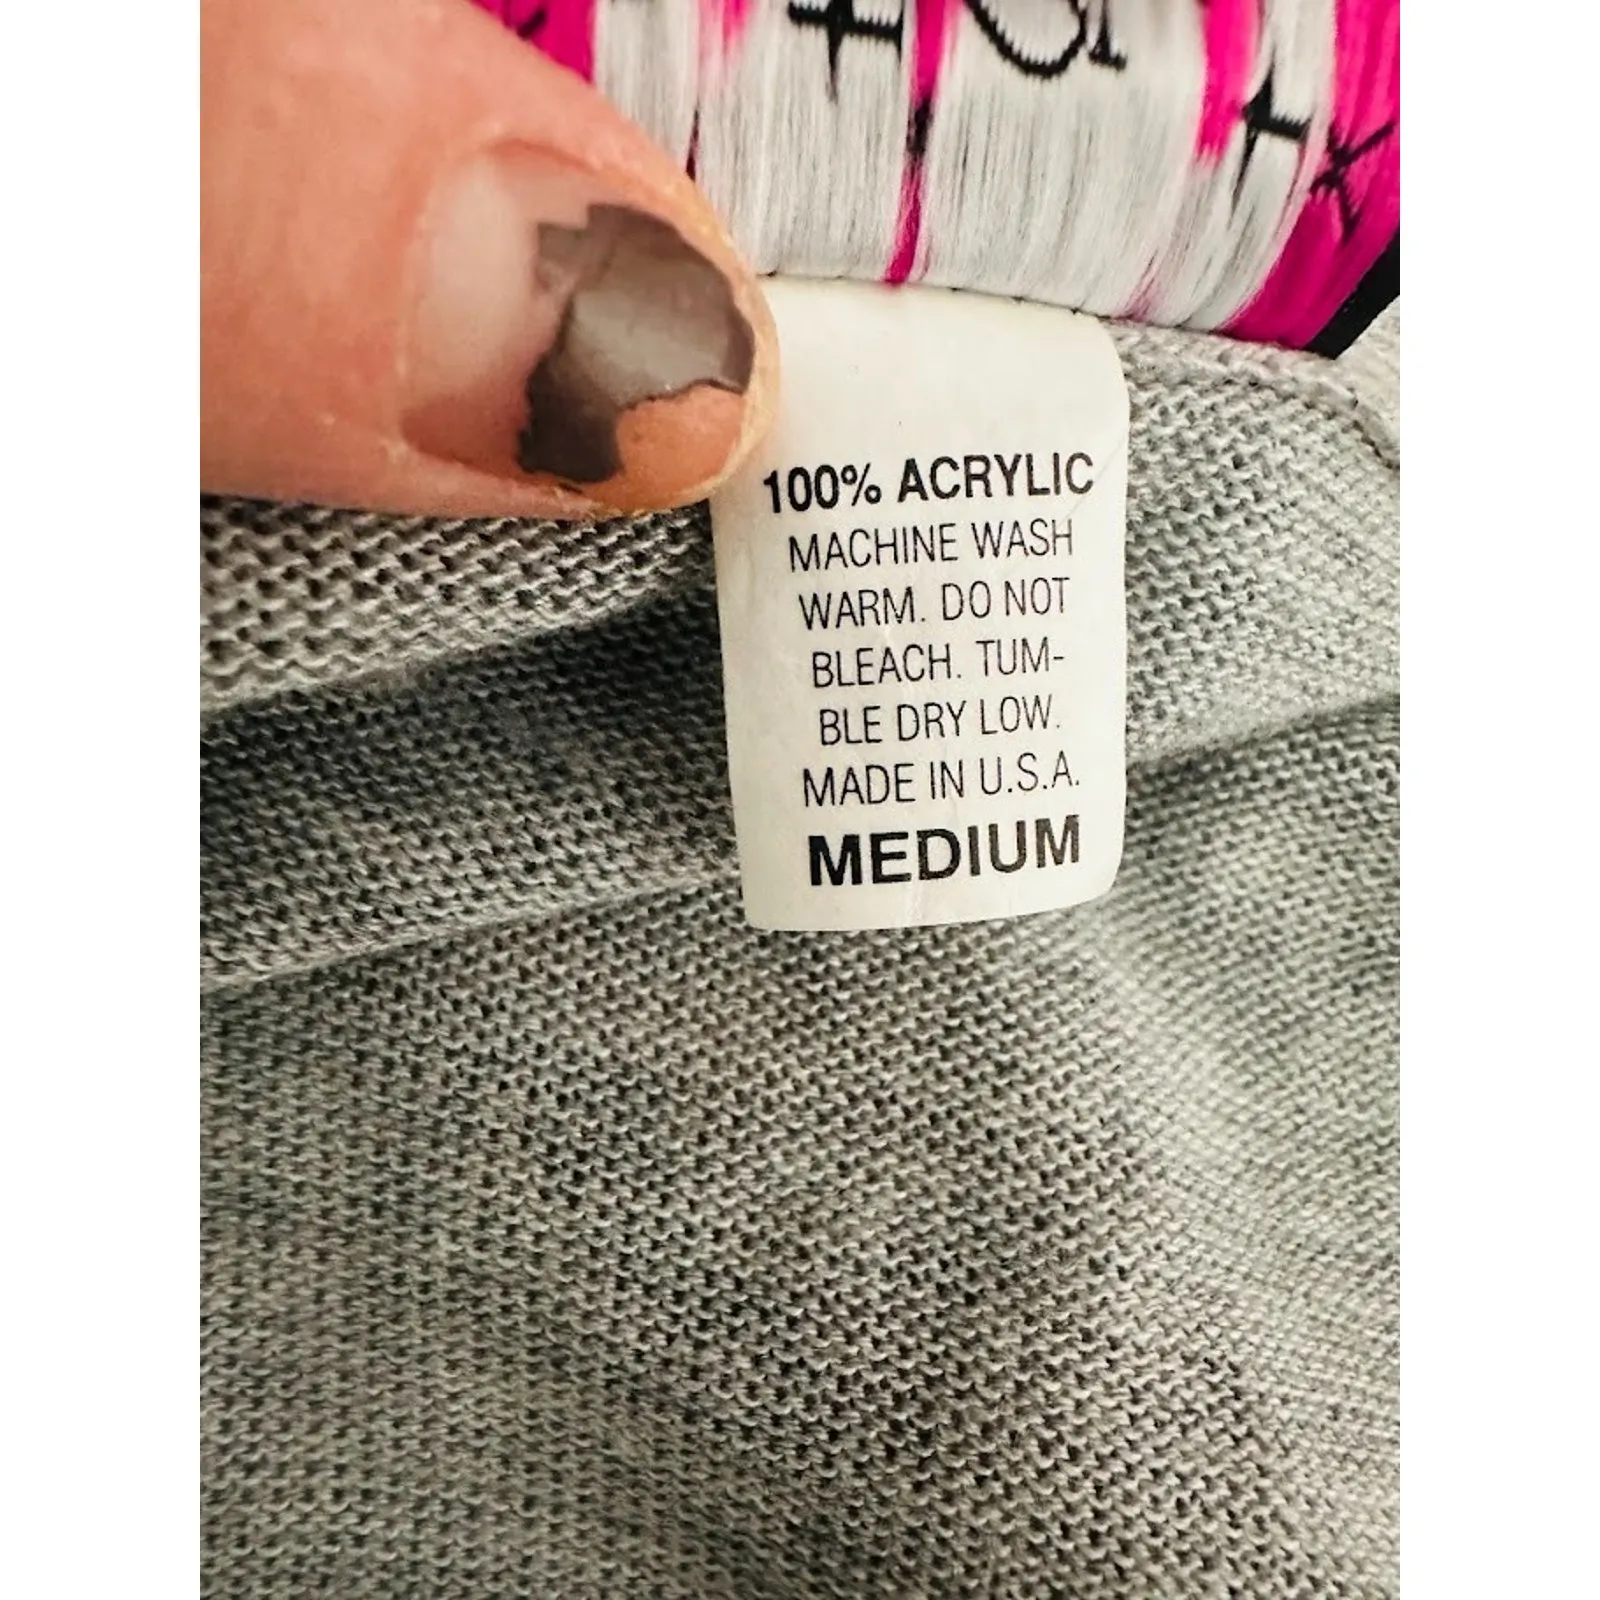 100% ACRYLIC
MACHINE WASH
WARM. DO NOT
BLEACH. TUM-
BLE DRY LOW.
MADE IN U.S.A.
MEDIUM